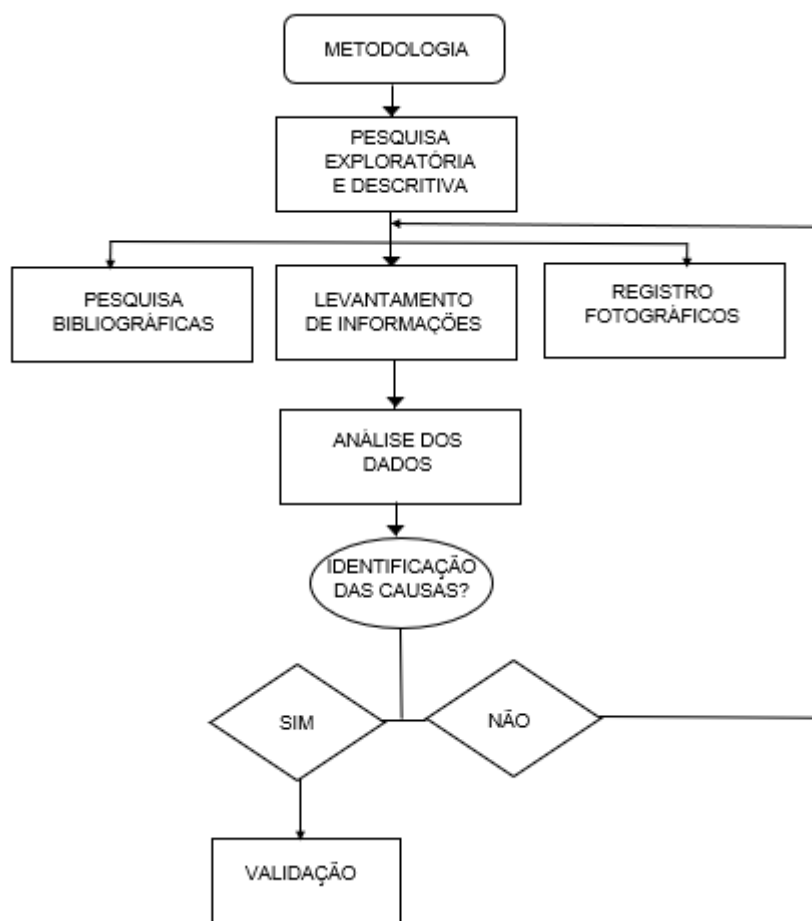 METODOLOGIA
PESQUISA
EXPLORATÓRIA
E DESCRITIVA
PESQUISA
BIBLIOGRÁFICAS
LEVANTAMENTO
DE INFORMAÇÕES
REGISTRO
FOTOGRÁFICOS
ANÁLISE DOS
DADOS
IDENTIFICAÇÃO
DAS CAUSAS?
SIM
NÃO
VALIDAÇÃO